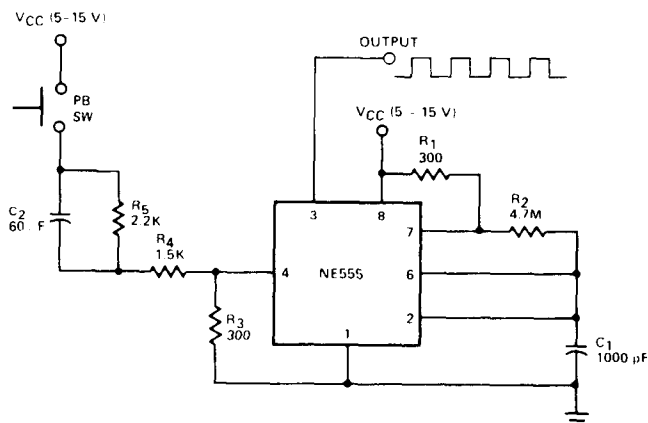 VCC (5-15 V)
OUTPUT
PB
SW
VCC (5 - 15 V)
R1
300
R2
4.7M
C2
60 F
R5
2.2K
R4
1.5K
3
8
7
4
NE555
6
2
1
R3
300
C1
1000 pF